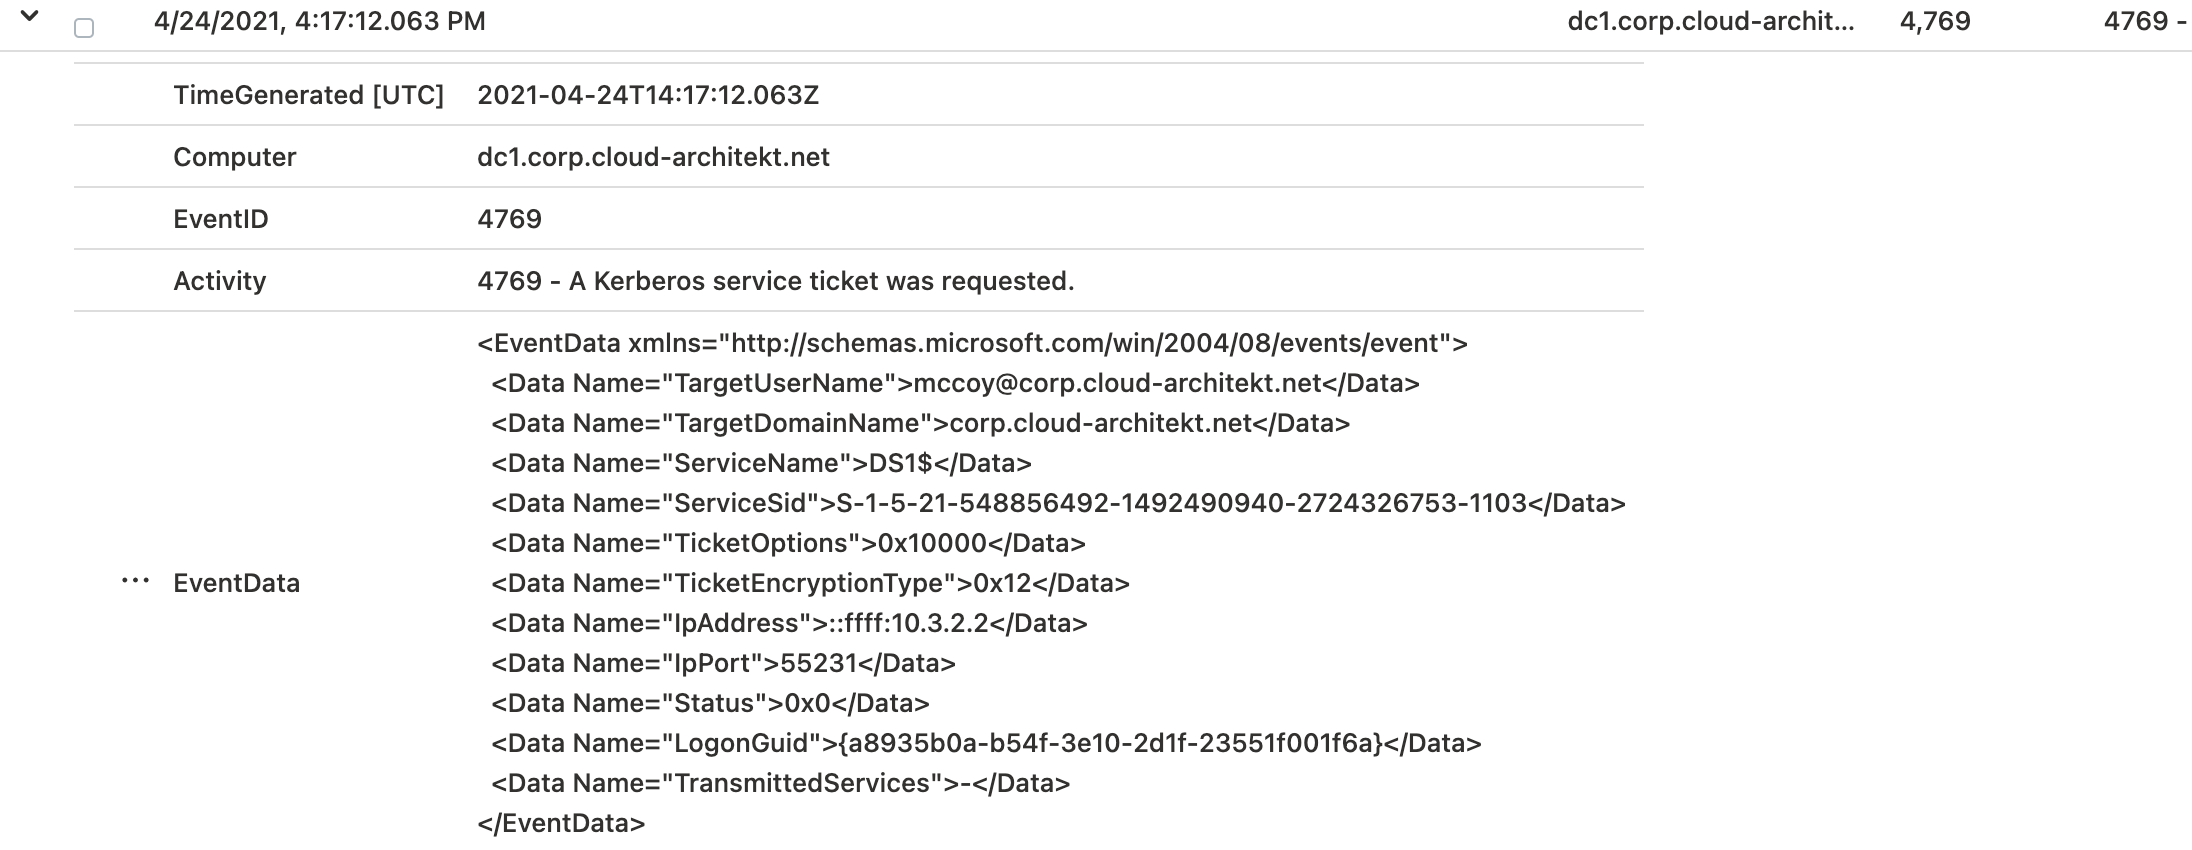 4/24/2021, 4:17:12.063 PM dc1.corp.cloud-archit... 4,769 4769 -
TimeGenerated [UTC] 2021-04-24T14:17:12.063Z
Computer dc1.corp.cloud-architekt.net
EventID 4769
Activity 4769 - A Kerberos service ticket was requested.
<EventData xmlns="http://schemas.microsoft.com/win/2004/08/events/event">
<Data Name="TargetUserName">mccoy@corp.cloud-architekt.net</Data>
<Data Name="TargetDomainName">corp.cloud-architekt.net</Data>
<Data Name="ServiceName">DS1$</Data>
<Data Name="ServiceSid">S-1-5-21-548856492-1492490940-2724326753-1103</Data>
<Data Name="TicketOptions">0x10000</Data>
... EventData <Data Name="TicketEncryptionType">0x12</Data>
<Data Name="IpAddress">::ffff:10.3.2.2</Data>
<Data Name="IpPort">55231</Data>
<Data Name="Status">0x0</Data>
<Data Name="LogonGuid">{a8935b0a-b54f-3e10-2d1f-23551f001f6a}</Data>
<Data Name="TransmittedServices">-</Data>
</EventData>